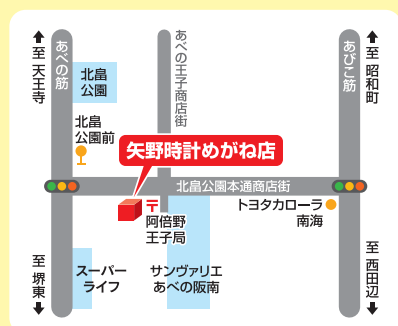 至 天王寺
あべの筋
北畠
公園
あべの王子商店街
あびこ筋
至 昭和町
北畠
公園前
矢野時計めがね店
北畠公園本通商店街
〒
阿倍野
王子局
トヨタカローラ
南海
至 堺東
スーパー
ライフ
サンヴァリエ
あべの阪南
至 西田辺